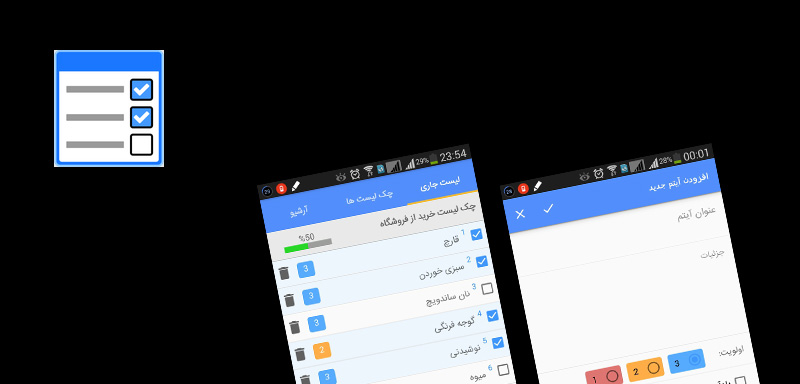 23:54
29%
لیست جاری
چک لیست ها
آرشیو
چک لیست خرید از فروشگاه
%50
1 قارچ 3
2 سبزی خوردن 3
3 نان ساندویچ 3
4 گوجه فرنگی 2
5 نوشیدنی 3
6 میوه
00:01
28%
افزودن آیتم جدید
عنوان آیتم
جزئیات
اولویت:
3 2 1